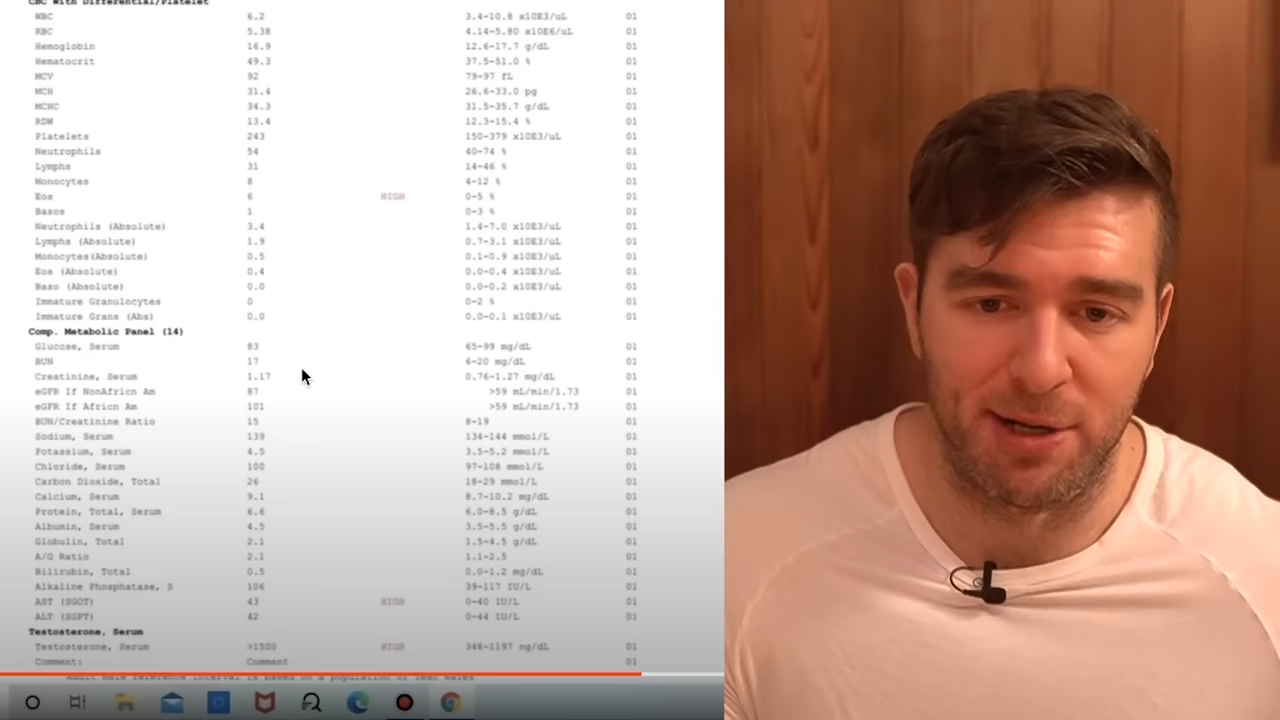 CBC With Differential/Platelet
WBC 6.2 3.4-10.8 x10E3/uL 01
RBC 5.38 4.14-5.80 x10E6/uL 01
Hemoglobin 16.9 12.6-17.7 g/dL 01
Hematocrit 49.3 37.5-51.0 % 01
MCV 92 79-97 fL 01
MCH 31.4 26.6-33.0 pg 01
MCHC 34.3 31.5-35.7 g/dL 01
RDW 13.4 12.3-15.4 % 01
Platelets 243 150-379 x10E3/uL 01
Neutrophils 54 40-74 % 01
Lymphs 31 14-46 % 01
Monocytes 8 4-12 % 01
Eos 6 HIGH 0-5 % 01
Basos 1 0-3 % 01
Neutrophils (Absolute) 3.4 1.4-7.0 x10E3/uL 01
Lymphs (Absolute) 1.9 0.7-3.1 x10E3/uL 01
Monocytes(Absolute) 0.5 0.1-0.9 x10E3/uL 01
Eos (Absolute) 0.4 0.0-0.4 x10E3/uL 01
Baso (Absolute) 0.0 0.0-0.2 x10E3/uL 01
Immature Granulocytes 0 0-2 % 01
Immature Grans (Abs) 0.0 0.0-0.1 x10E3/uL 01
Comp. Metabolic Panel (14)
Glucose, Serum 83 65-99 mg/dL 01
BUN 17 6-20 mg/dL 01
Creatinine, Serum 1.17 0.76-1.27 mg/dL 01
eGFR If NonAfricn Am 87 >59 mL/min/1.73 01
eGFR If Africn Am 101 >59 mL/min/1.73 01
BUN/Creatinine Ratio 15 8-19 01
Sodium, Serum 139 134-144 mmol/L 01
Potassium, Serum 4.5 3.5-5.2 mmol/L 01
Chloride, Serum 100 97-108 mmol/L 01
Carbon Dioxide, Total 26 18-29 mmol/L 01
Calcium, Serum 9.1 8.7-10.2 mg/dL 01
Protein, Total, Serum 6.6 6.0-8.5 g/dL 01
Albumin, Serum 4.5 3.5-5.5 g/dL 01
Globulin, Total 2.1 1.5-4.5 g/dL 01
A/G Ratio 2.1 1.1-2.5 01
Bilirubin, Total 0.5 0.0-1.2 mg/dL 01
Alkaline Phosphatase, S 106 39-117 IU/L 01
AST (SGOT) 43 HIGH 0-40 IU/L 01
ALT (SGPT) 42 0-44 IU/L 01
Testosterone, Serum
Testosterone, Serum >1500 HIGH 348-1197 ng/dL 01
Comment: Comment 01
Adult male reference interval is based on a population of lean males